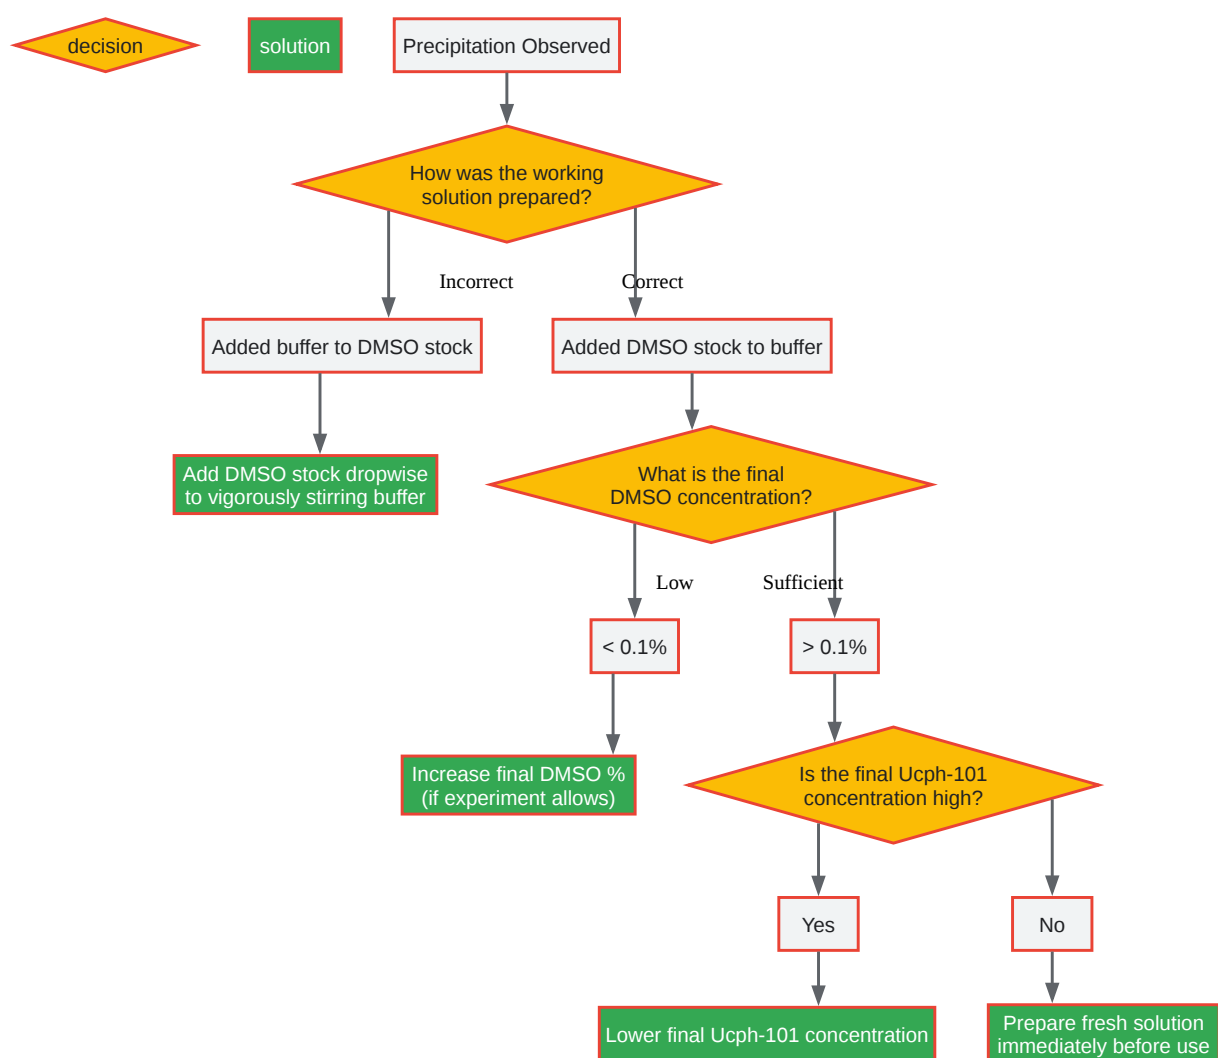 decision
solution
Precipitation Observed
How was the working
solution prepared?
Incorrect
Correct
Added buffer to DMSO stock
Added DMSO stock to buffer
Add DMSO stock dropwise
to vigorously stirring buffer
What is the final
DMSO concentration?
Low
Sufficient
< 0.1%
> 0.1%
Increase final DMSO %
(if experiment allows)
Is the final Ucph-101
concentration high?
Yes
No
Lower final Ucph-101 concentration
Prepare fresh solution
immediately before use